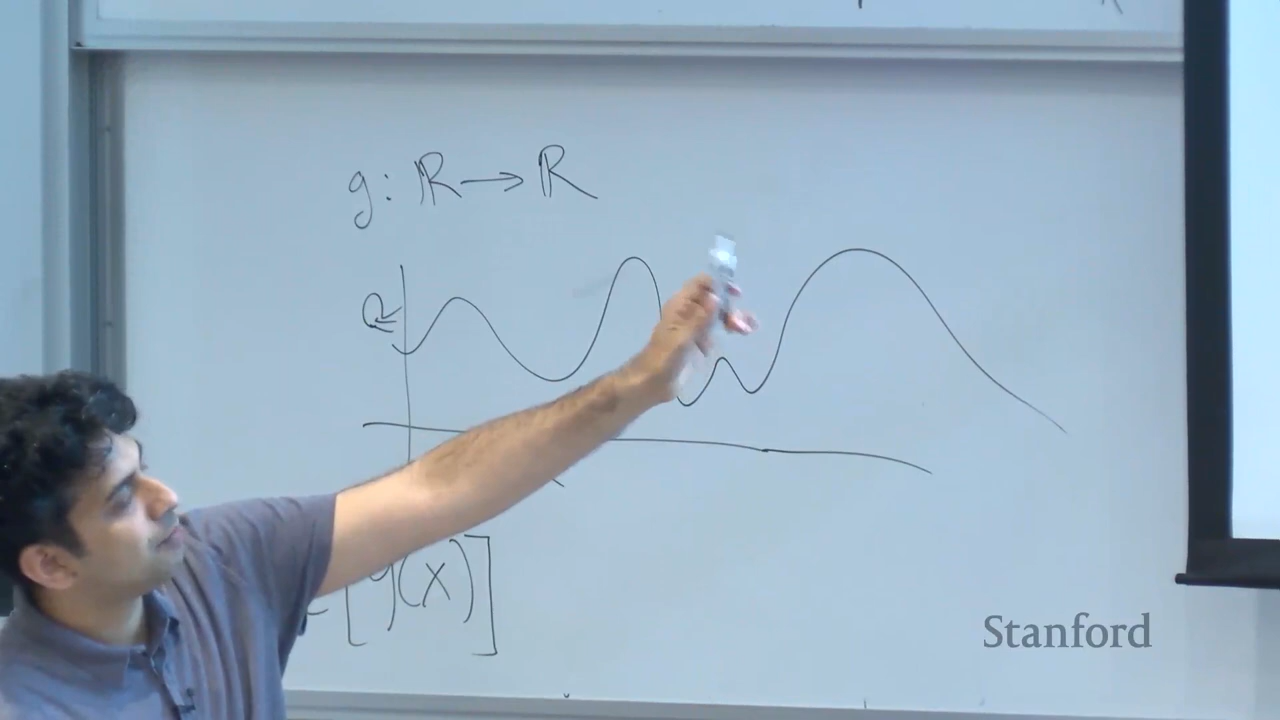 g: ℝ → ℝ
[g(x)]
Stanford